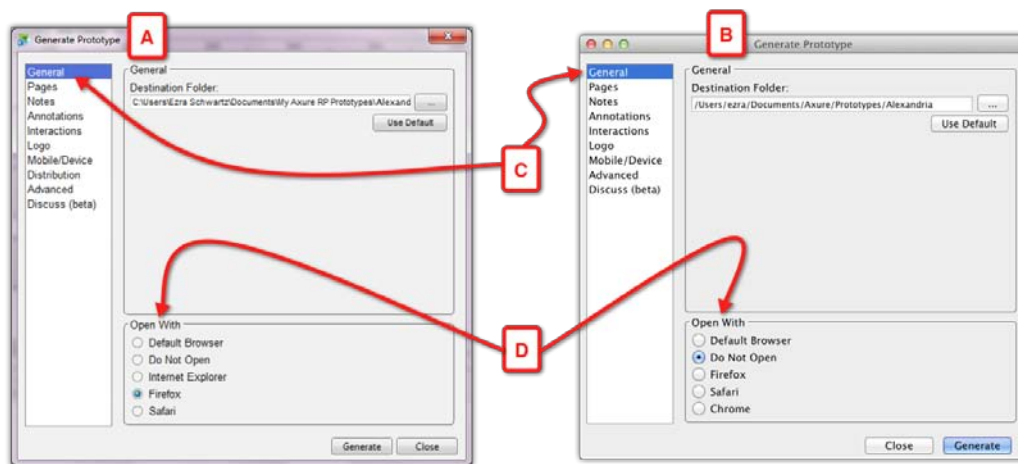 A
Generate Prototype
General
Pages
Notes
Annotations
Interactions
Logo
Mobile/Device
Distribution
Advanced
Discuss (beta)
General
Destination Folder:
C:\Users\Ezra Schwartz\Documents\My Axure RP Prototypes\Alexand
...
Use Default
Open With
Default Browser
Do Not Open
Internet Explorer
Firefox
Safari
Generate
Close
C
D
B
Generate Prototype
General
Pages
Notes
Annotations
Interactions
Logo
Mobile/Device
Advanced
Discuss (beta)
General
Destination Folder:
/Users/ezra/Documents/Axure/Prototypes/Alexandria
...
Use Default
Open With
Default Browser
Do Not Open
Firefox
Safari
Chrome
Close
Generate